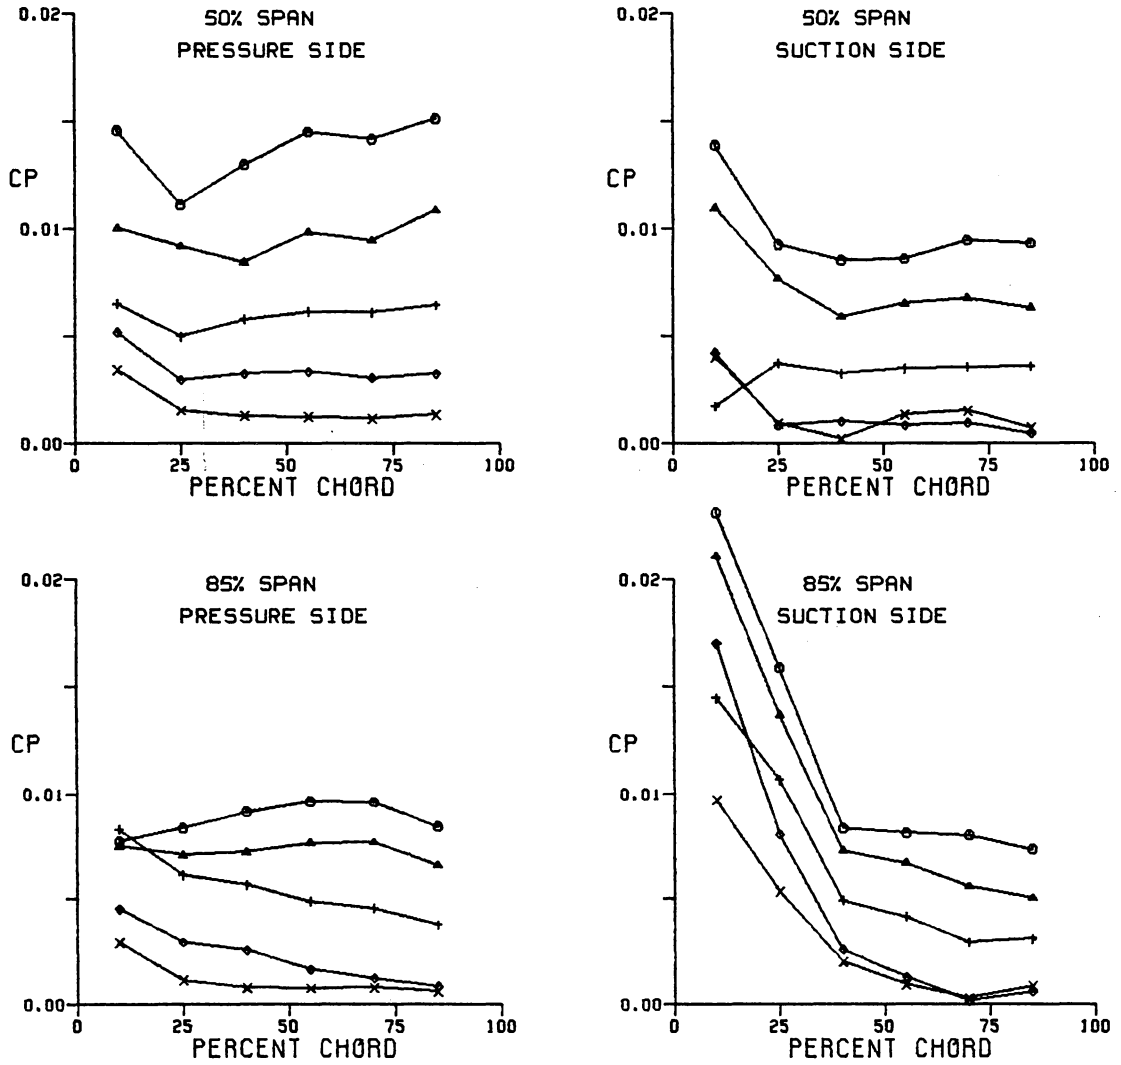 0.02
50% SPAN
PRESSURE SIDE
CP
0.01
0.00
0 25 50 75 100
PERCENT CHORD
0.02
50% SPAN
SUCTION SIDE
CP
0.01
0.00
0 25 50 75 100
PERCENT CHORD
0.02
85% SPAN
PRESSURE SIDE
CP
0.01
0.00
0 25 50 75 100
PERCENT CHORD
0.02
85% SPAN
SUCTION SIDE
CP
0.01
0.00
0 25 50 75 100
PERCENT CHORD